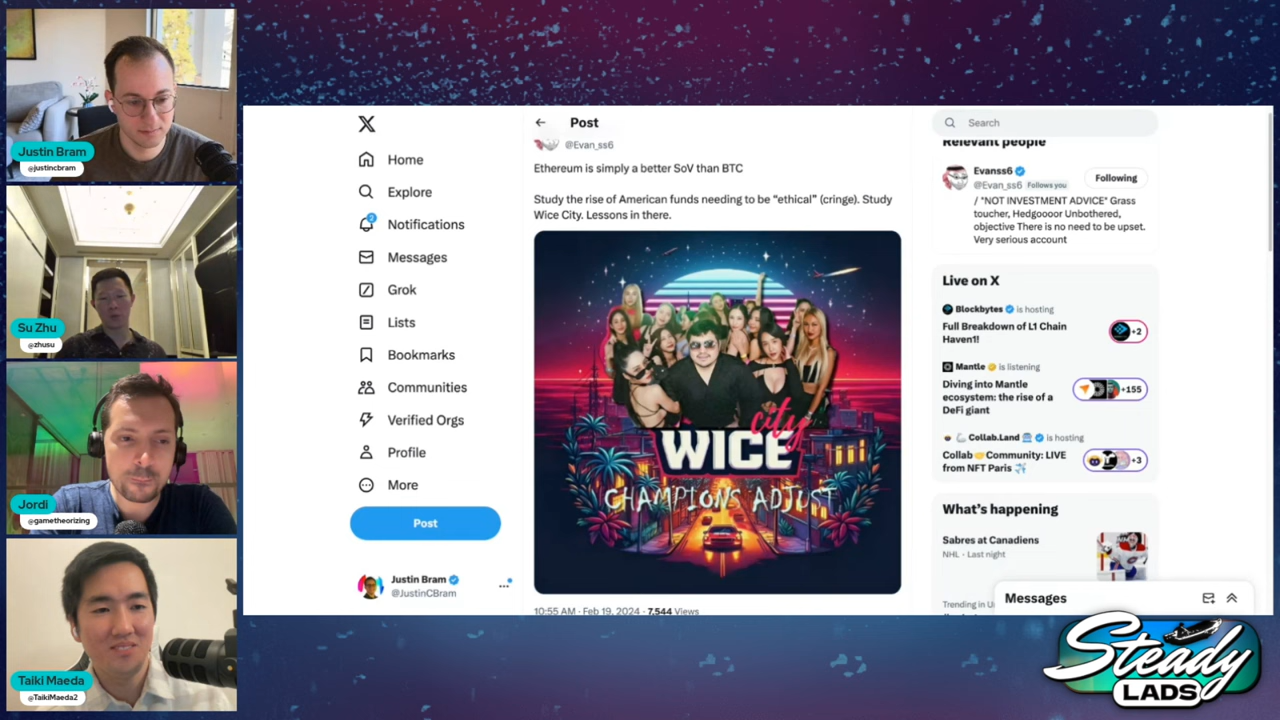 Justin Bram
@justincbram
Su Zhu
@zhusu
Jordi
@gametheorizing
Taiki Maeda
@TaikiMaeda2
X
Home
Explore
2
Notifications
Messages
Grok
Lists
Bookmarks
Communities
Verified Orgs
Profile
More
Post
Justin Bram
@JustinCBram
Post
@Evan_ss6
Ethereum is simply a better SoV than BTC
Study the rise of American funds needing to be “ethical” (cringe). Study
Wice City. Lessons in there.
WICE
city
CHAMPIONS ADJUST
10:55 AM · Feb 19, 2024 · 7,544 Views
Search
Relevant people
Evanss6
@Evan_ss6 Follows you
Following
/ *NOT INVESTMENT ADVICE* Grass
toucher, Hedgoooor Unbothered,
objective There is no need to be upset.
Very serious account
Live on X
Blockbytes is hosting
Full Breakdown of L1 Chain
Haven1!
+2
Mantle is listening
Diving into Mantle
ecosystem: the rise of a
DeFi giant
+155
Collab.Land is hosting
Collab🤝Community: LIVE
from NFT Paris ✈️
+3
What’s happening
Sabres at Canadiens
NHL · Last night
Trending in
Messages
Steady
LADS